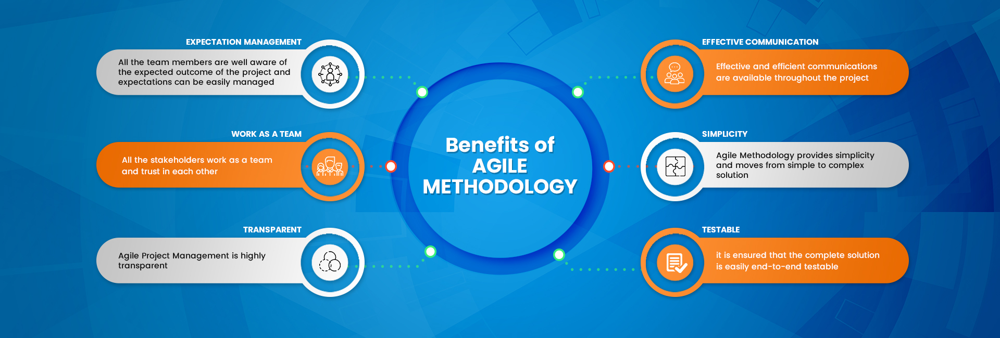 EXPECTATION MANAGEMENT
All the team members are well aware of
the expected outcome of the project and
expectations can be easily managed
WORK AS A TEAM
All the stakeholders work as a team
and trust in each other
TRANSPARENT
Agile Project Management is highly
transparent
Benefits of
AGILE
METHODOLOGY
EFFECTIVE COMMUNICATION
Effective and efficient communications
are available throughout the project
SIMPLICITY
Agile Methodology provides simplicity
and moves from simple to complex
solution
TESTABLE
it is ensured that the complete solution
is easily end-to-end testable